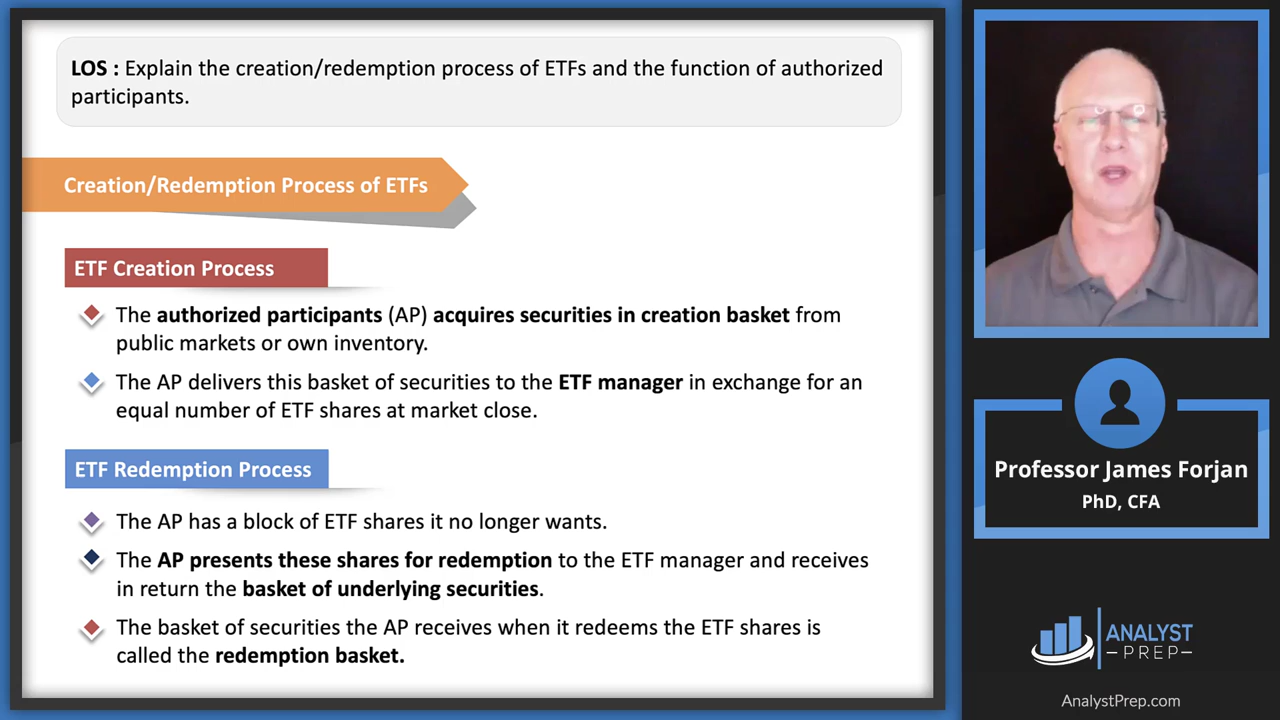 LOS : Explain the creation/redemption process of ETFs and the function of authorized
participants.
Creation/Redemption Process of ETFs
ETF Creation Process
The authorized participants (AP) acquires securities in creation basket from
public markets or own inventory.
The AP delivers this basket of securities to the ETF manager in exchange for an
equal number of ETF shares at market close.
ETF Redemption Process
The AP has a block of ETF shares it no longer wants.
The AP presents these shares for redemption to the ETF manager and receives
in return the basket of underlying securities.
The basket of securities the AP receives when it redeems the ETF shares is
called the redemption basket.
Professor James Forjan
PhD, CFA
ANALYST
PREP
AnalystPrep.com